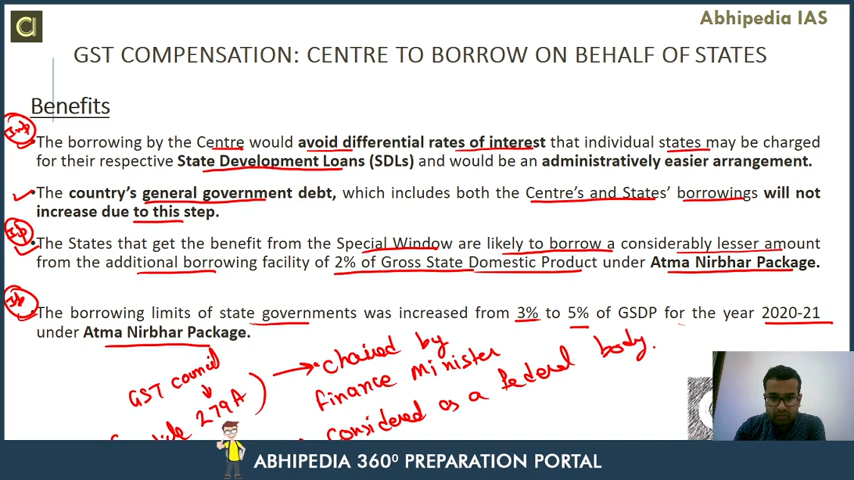 Abhipedia IAS
a
GST COMPENSATION: CENTRE TO BORROW ON BEHALF OF STATES
Benefits
Imp
•The borrowing by the Centre would avoid differential rates of interest that individual states may be charged
for their respective State Development Loans (SDLs) and would be an administratively easier arrangement.
•The country's general government debt, which includes both the Centre's and States' borrowings will not
increase due to this step.
•The States that get the benefit from the Special Window are likely to borrow a considerably lesser amount
from the additional borrowing facility of 2% of Gross State Domestic Product under Atma Nirbhar Package.
•The borrowing limits of state governments was increased from 3% to 5% of GSDP for the year 2020-21
under Atma Nirbhar Package.
GST council
279A
• chaired by
finance minister
considered as a federal body.
ABHIPEDIA 360⁰ PREPARATION PORTAL